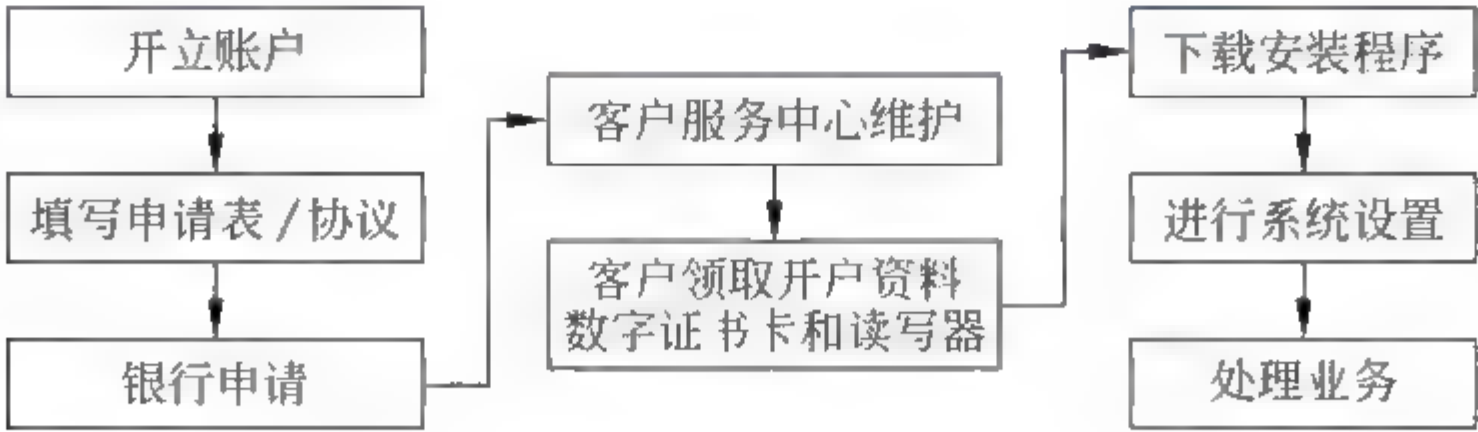 开立账户
填写申请表/协议
银行申请
客户服务中心维护
客户领取开户资料
数字证书卡和读写器
下载安装程序
进行系统设置
处理业务